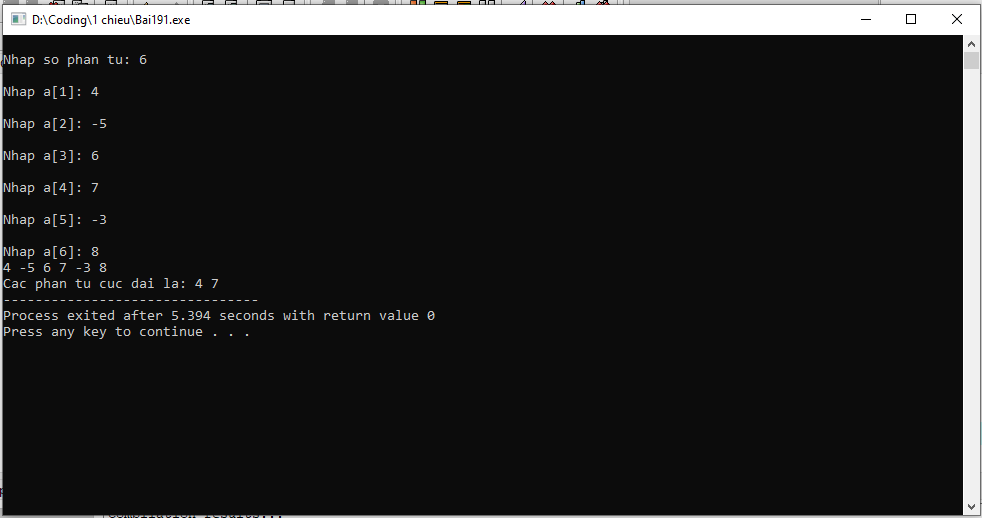 D:\Coding\1 chieu\Bai191.exe
Nhap so phan tu: 6
Nhap a[1]: 4
Nhap a[2]: -5
Nhap a[3]: 6
Nhap a[4]: 7
Nhap a[5]: -3
Nhap a[6]: 8
4 -5 6 7 -3 8
Cac phan tu cuc dai la: 4 7
--------------------------------
Process exited after 5.394 seconds with return value 0
Press any key to continue . . .